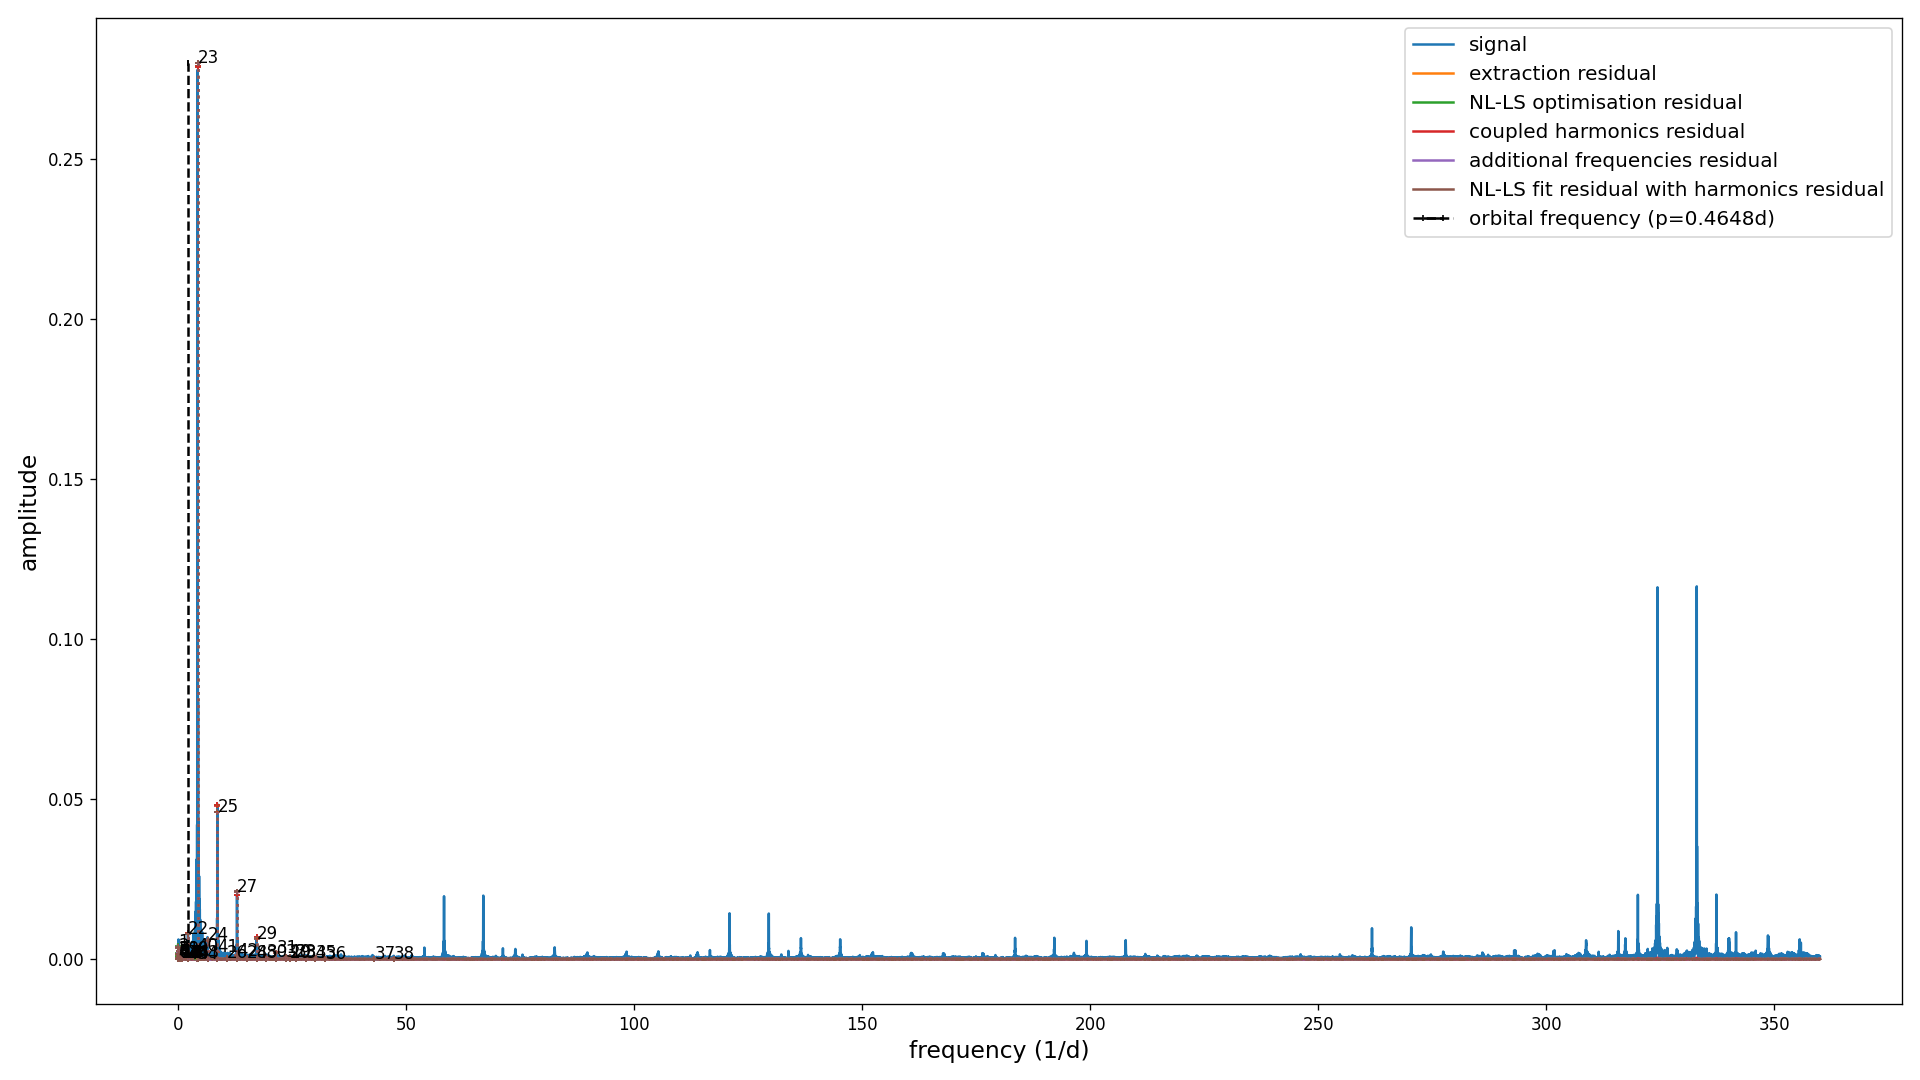 signal
extraction residual
NL-LS optimisation residual
coupled harmonics residual
additional frequencies residual
NL-LS fit residual with harmonics residual
orbital frequency (p=0.4648d)
amplitude
0.25
0.20
0.15
0.10
0.05
0.00
23
25
27
22
24
29
37
38
0
50
100
150
200
250
300
350
frequency (1/d)